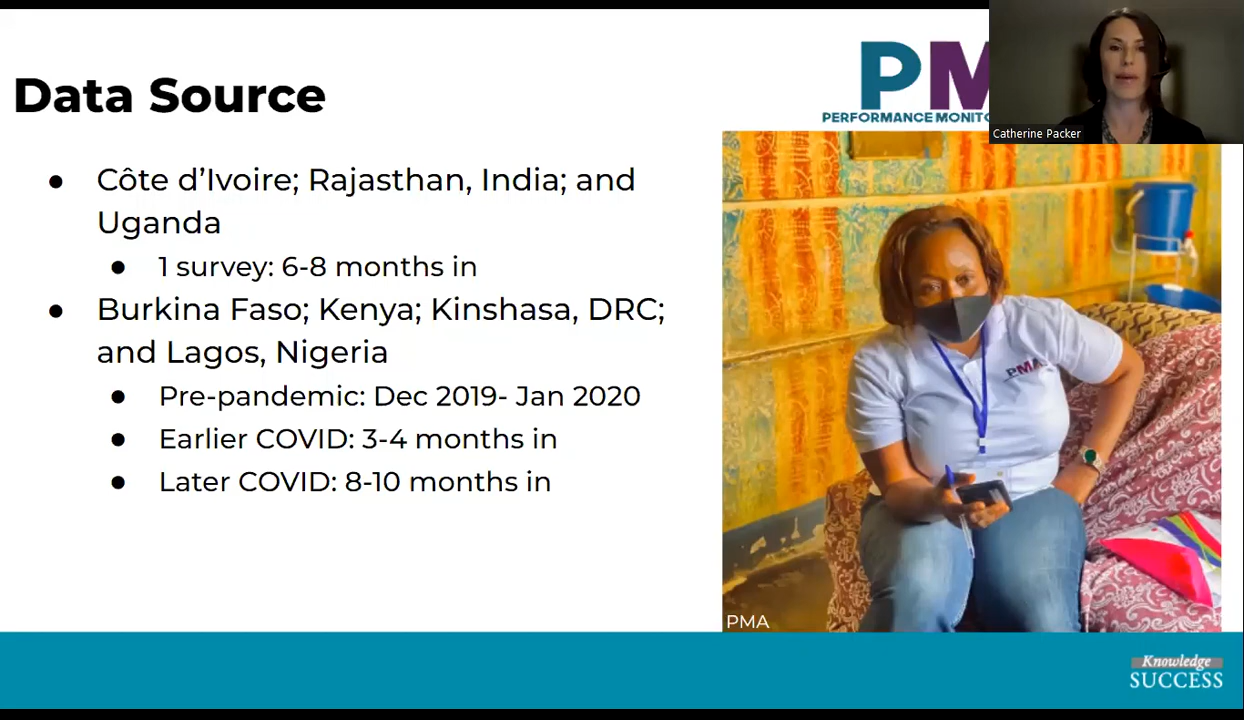 Data Source
PM
PERFORMANCE MONITO
Catherine Packer
● Côte d’Ivoire; Rajasthan, India; and
Uganda
● 1 survey: 6-8 months in
● Burkina Faso; Kenya; Kinshasa, DRC;
and Lagos, Nigeria
● Pre-pandemic: Dec 2019- Jan 2020
● Earlier COVID: 3-4 months in
● Later COVID: 8-10 months in
PMA
PMA
Knowledge
SUCCESS